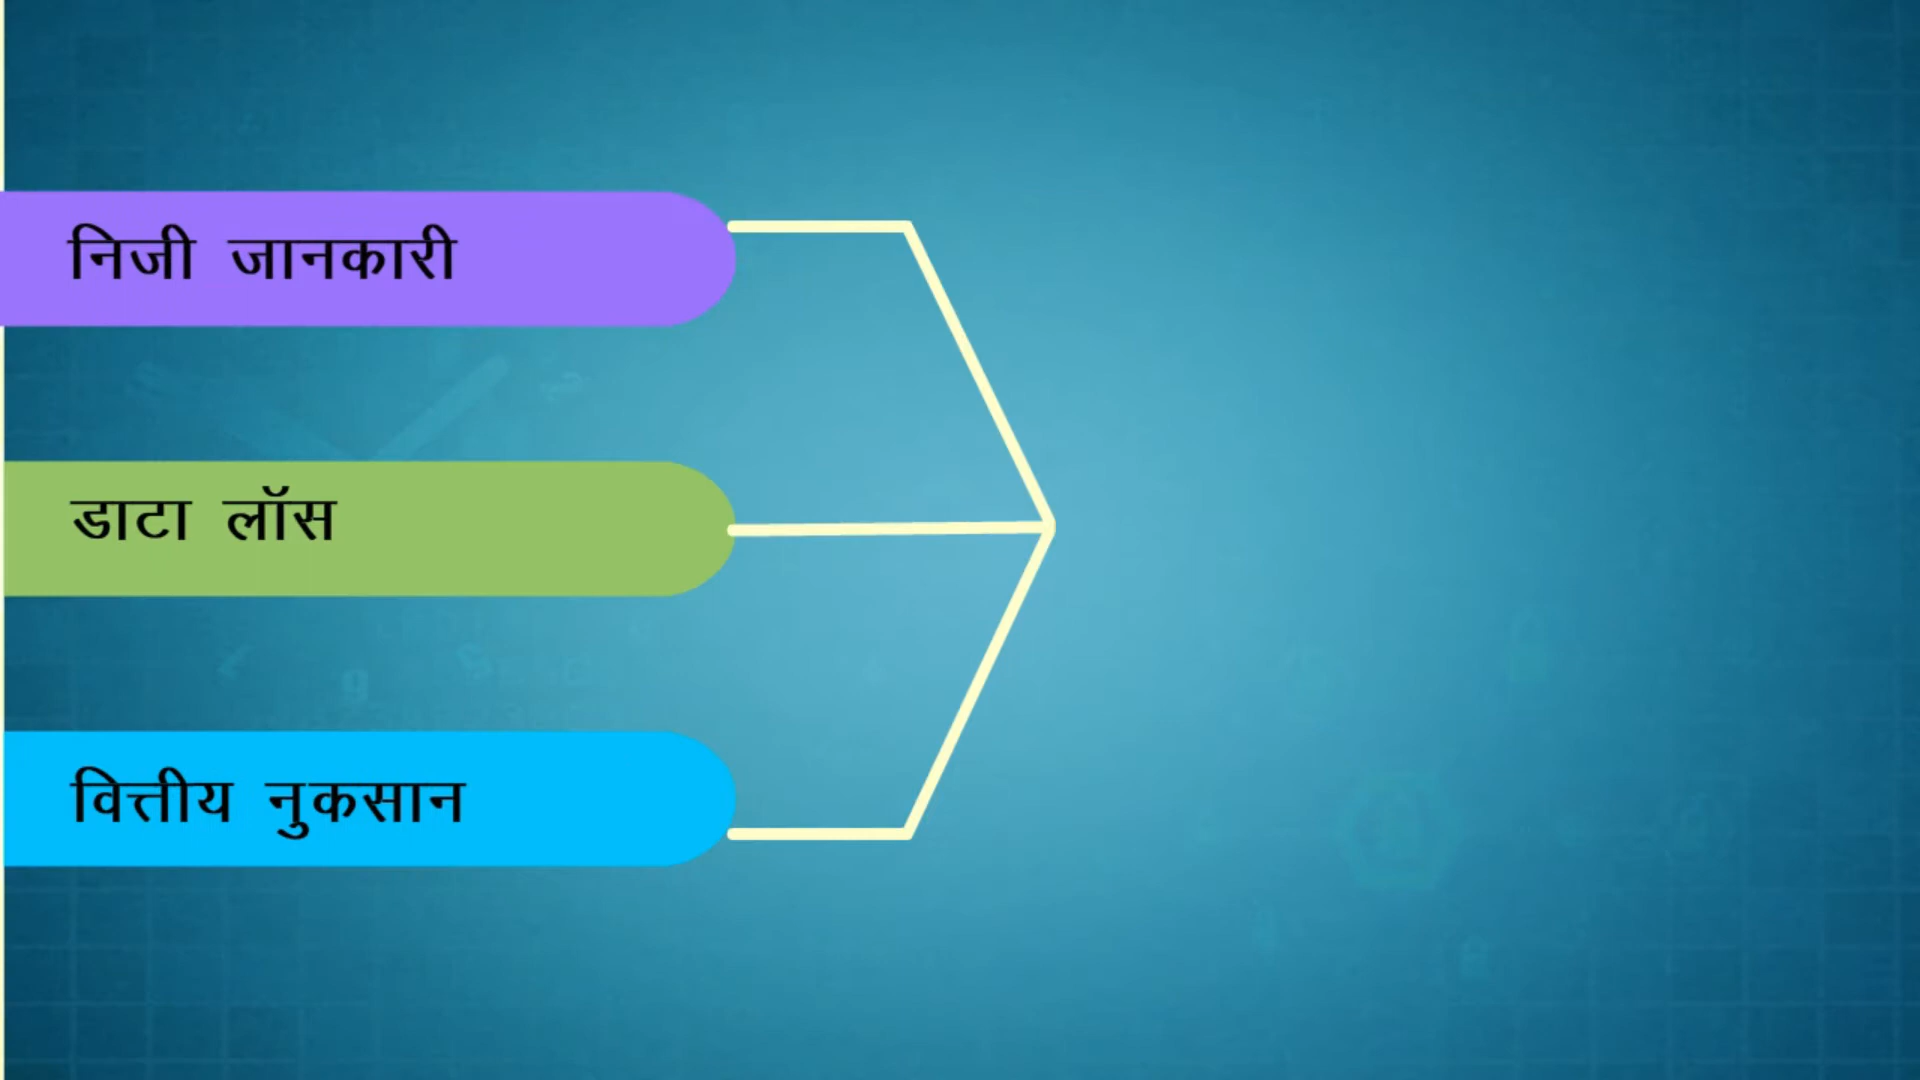 निजी जानकारी
डाटा लॉस
वित्तीय नुकसान